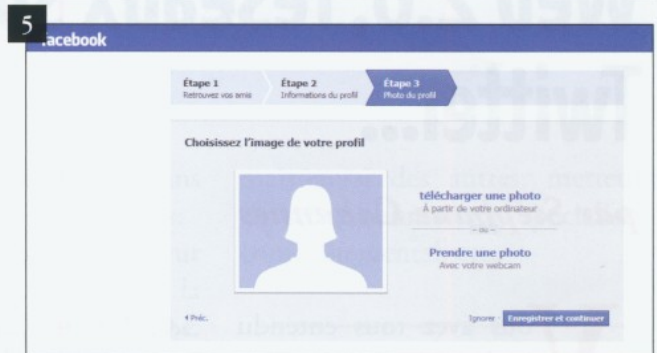 5
facebook
Étape 1
Retrouvez vos amis
Étape 2
Informations du profil
Étape 3
Photo du profil
Choisissez l'image de votre profil
télécharger une photo
À partir de votre ordinateur
– ou –
Prendre une photo
Avec votre webcam
Préc.
Ignorer - Enregistrer et continuer